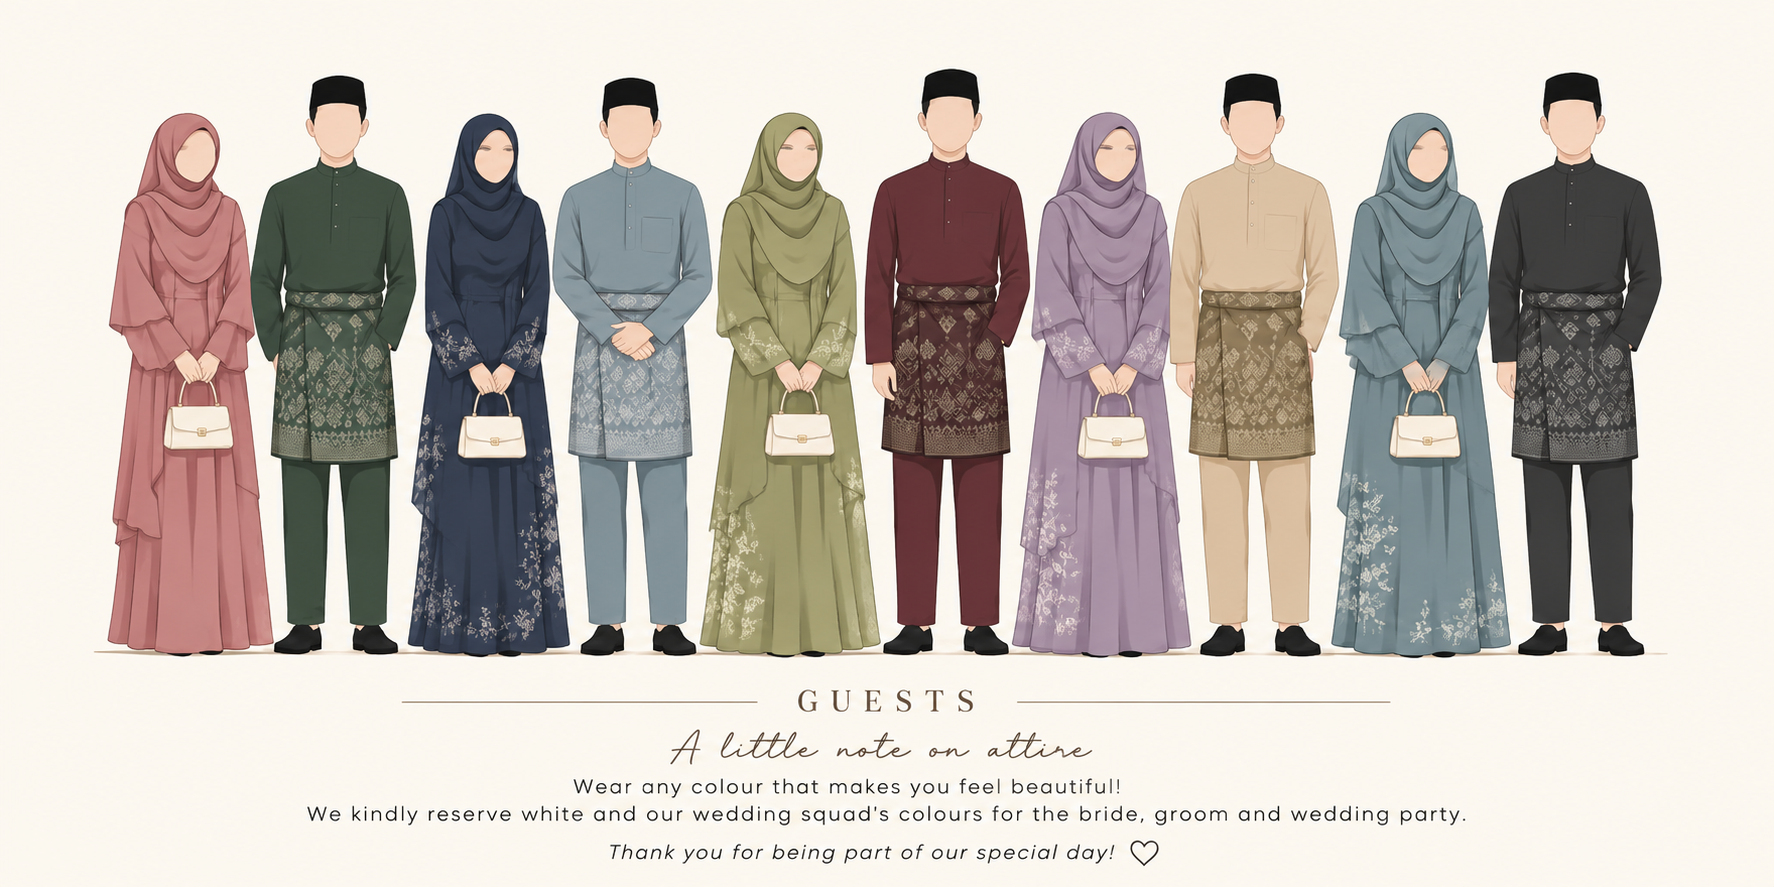 GUESTS
A little note on attire
Wear any colour that makes you feel beautiful!
We kindly reserve white and our wedding squad's colours for the bride, groom and wedding party.
Thank you for being part of our special day! ♡